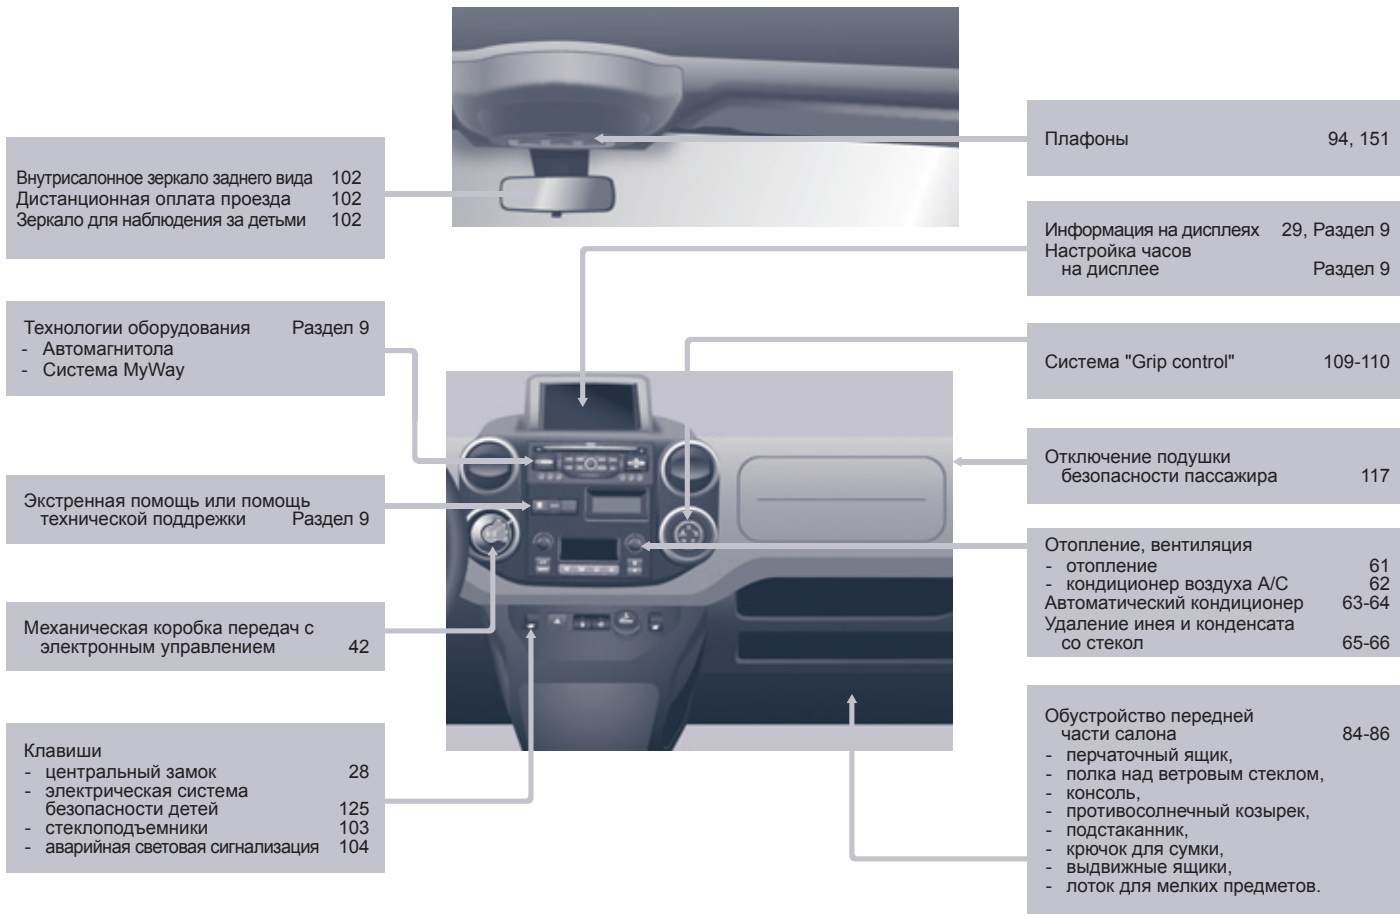 Внутрисалонное зеркало заднего вида 102
Дистанционная оплата проезда 102
Зеркало для наблюдения за детьми 102
Технологии оборудования Раздел 9
- Автомагнитола
- Система MyWay
Экстренная помощь или помощь
технической поддрежки Раздел 9
Механическая коробка передач с
электронным управлением 42
Клавиши
- центральный замок 28
- электрическая система
безопасности детей 125
- стеклоподъемники 103
- аварийная световая сигнализация 104
Плафоны 94, 151
Информация на дисплеях 29, Раздел 9
Настройка часов
на дисплее Раздел 9
Система "Grip control" 109-110
Отключение подушки
безопасности пассажира 117
Отопление, вентиляция
- отопление 61
- кондиционер воздуха A/C 62
Автоматический кондиционер 63-64
Удаление инея и конденсата
со стекол 65-66
Обустройство передней
части салона 84-86
- перчаточный ящик,
- полка над ветровым стеклом,
- консоль,
- противосолнечный козырек,
- подстаканник,
- крючок для сумки,
- выдвижные ящики,
- лоток для мелких предметов.